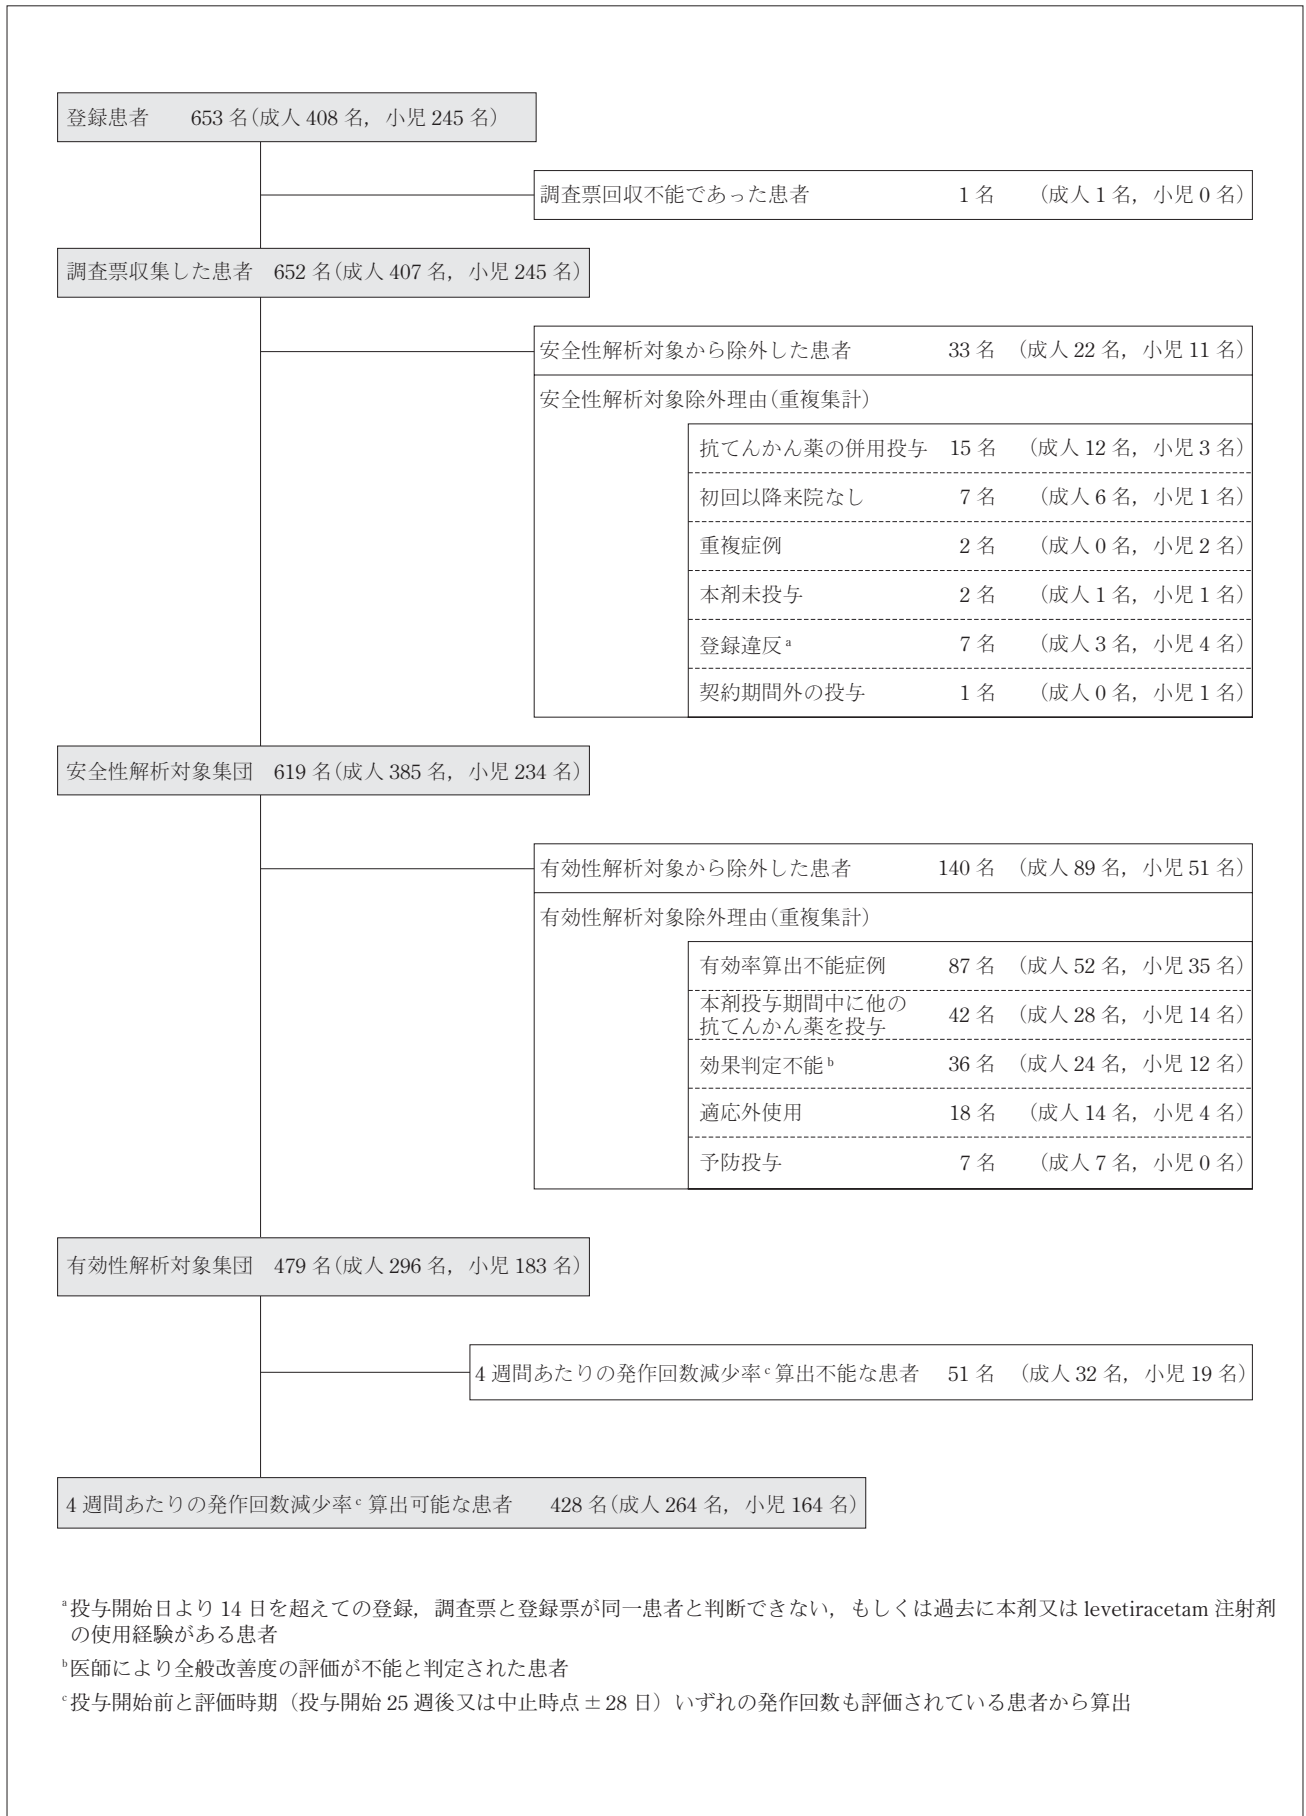 登録患者　653 名(成人 408 名，小児 245 名)
調査票回収不能であった患者　1 名　(成人 1 名，小児 0 名)
調査票収集した患者　652 名(成人 407 名，小児 245 名)
安全性解析対象から除外した患者　33 名　(成人 22 名，小児 11 名)
安全性解析対象除外理由(重複集計)
抗てんかん薬の併用投与　15 名　(成人 12 名，小児 3 名)
初回以降来院なし　7 名　(成人 6 名，小児 1 名)
重複症例　2 名　(成人 0 名，小児 2 名)
本剤未投与　2 名　(成人 1 名，小児 1 名)
登録違反 a　7 名　(成人 3 名，小児 4 名)
契約期間外の投与　1 名　(成人 0 名，小児 1 名)
安全性解析対象集団　619 名(成人 385 名，小児 234 名)
有効性解析対象から除外した患者　140 名　(成人 89 名，小児 51 名)
有効性解析対象除外理由(重複集計)
有効率算出不能症例　87 名　(成人 52 名，小児 35 名)
本剤投与期間中に他の
抗てんかん薬を投与　42 名　(成人 28 名，小児 14 名)
効果判定不能 b　36 名　(成人 24 名，小児 12 名)
適応外使用　18 名　(成人 14 名，小児 4 名)
予防投与　7 名　(成人 7 名，小児 0 名)
有効性解析対象集団　479 名(成人 296 名，小児 183 名)
4 週間あたりの発作回数減少率 c 算出不能な患者　51 名　(成人 32 名，小児 19 名)
4 週間あたりの発作回数減少率 c 算出可能な患者　428 名(成人 264 名，小児 164 名)
a 投与開始日より 14 日を超えての登録，調査票と登録票が同一患者と判断できない，もしくは過去に本剤又は levetiracetam 注射剤
の使用経験がある患者
b 医師により全般改善度の評価が不能と判定された患者
c 投与開始前と評価時期（投与開始 25 週後又は中止時点 ± 28 日）いずれの発作回数も評価されている患者から算出